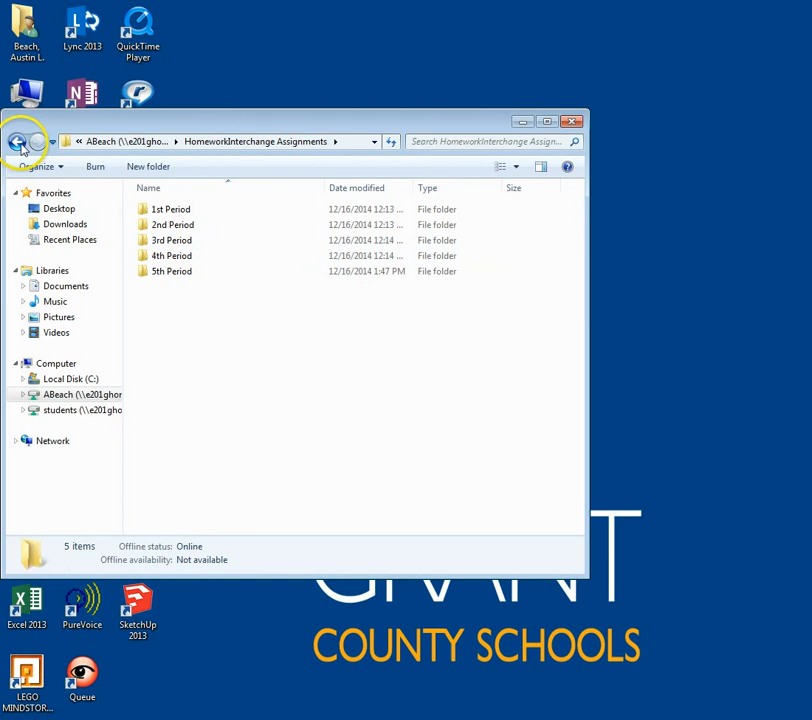 Beach,
Austin L.
Lync 2013
QuickTime
Player
« ABeach (\\e201gho... ▸ HomeworkInterchange Assignments ▸
Search HomeworkInterchange Assign...
Organize
Burn
New folder
Name
Date modified
Type
Size
1st Period 12/16/2014 12:13 ... File folder
2nd Period 12/16/2014 12:13 ... File folder
3rd Period 12/16/2014 12:14 ... File folder
4th Period 12/16/2014 12:14 ... File folder
5th Period 12/16/2014 1:47 PM File folder
Favorites
Desktop
Downloads
Recent Places
Libraries
Documents
Music
Pictures
Videos
Computer
Local Disk (C:)
ABeach (\\e201ghor
students (\\e201gho
Network
5 items
Offline status: Online
Offline availability: Not available
GRANT
COUNTY SCHOOLS
Excel 2013
PureVoice
SketchUp
2013
LEGO
MINDSTOR...
Queue